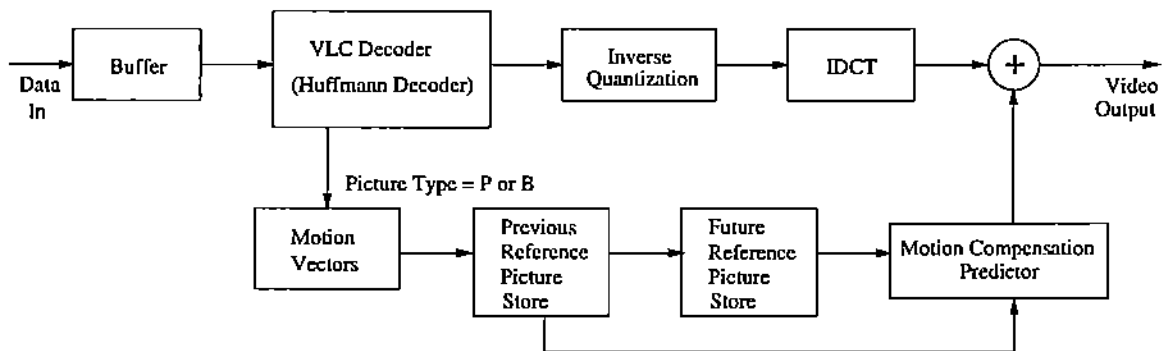 Data
In
Buffer
VLC Decoder
(Huffmann Decoder)
Inverse
Quantization
IDCT
+
Video
Output
Picture Type = P or B
Motion
Vectors
Previous
Reference
Picture
Store
Future
Reference
Picture
Store
Motion Compensation
Predictor